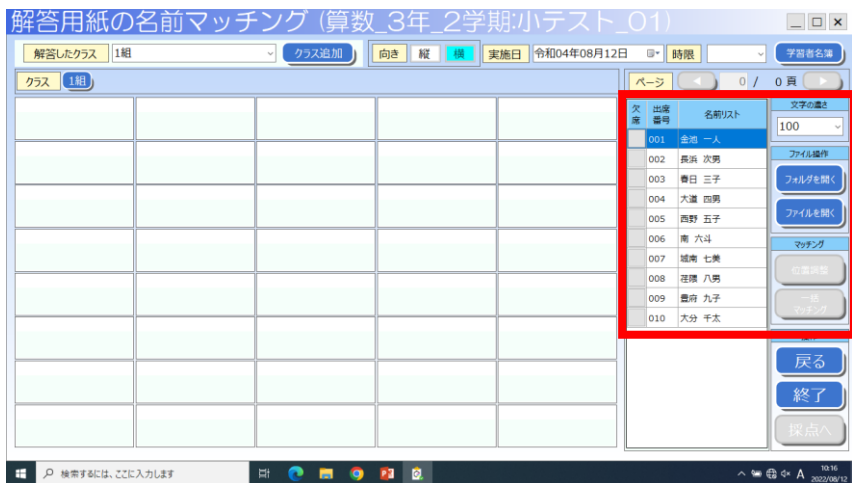 解答用紙の名前マッチング (算数_3年_2学期:小テスト_01)
解答したクラス 1組 クラス追加 向き 縦 横 実施日 令和04年08月12日 時限 学習者名簿
クラス 1組 ページ 0 / 0 頁
欠席 出席番号 名前リスト
001 金池 一人
002 長浜 次男
003 春日 三子
004 大道 四男
005 西野 五子
006 南 六斗
007 城南 七美
008 荏隈 八男
009 豊府 九子
010 大分 千太
文字の濃さ
100
ファイル操作
フォルダを開く
ファイルを開く
マッチング
位置調整
一括
マッチング
戻る
終了
採点へ
検索するには、ここに入力します
A 10:16
2022/08/12